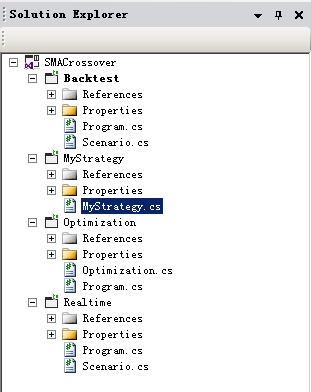 Solution Explorer
SMACrossover
Backtest
References
Properties
Program.cs
Scenario.cs
MyStrategy
References
Properties
MyStrategy.cs
Optimization
References
Properties
Optimization.cs
Program.cs
Realtime
References
Properties
Program.cs
Scenario.cs